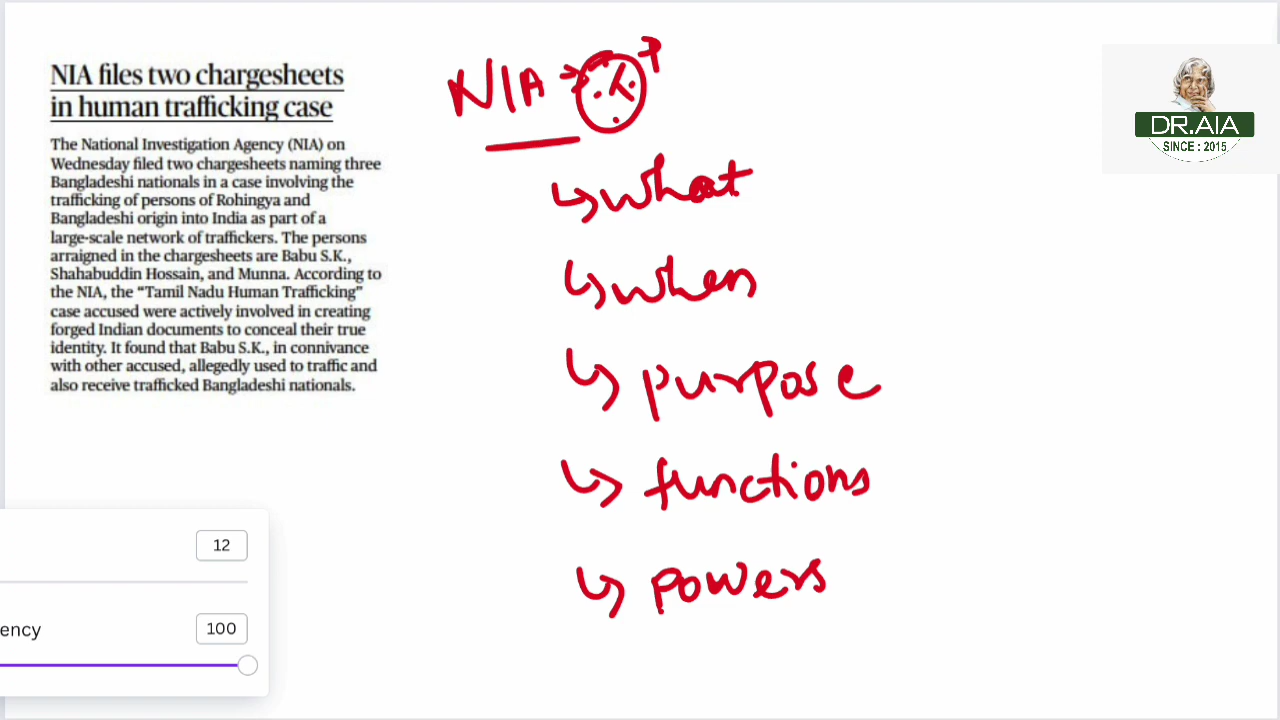 NIA files two chargesheets
in human trafficking case
The National Investigation Agency (NIA) on
Wednesday filed two chargesheets naming three
Bangladeshi nationals in a case involving the
trafficking of persons of Rohingya and
Bangladeshi origin into India as part of a
large-scale network of traffickers. The persons
arraigned in the chargesheets are Babu S.K.,
Shahabuddin Hossain, and Munna. According to
the NIA, the “Tamil Nadu Human Trafficking”
case accused were actively involved in creating
forged Indian documents to conceal their true
identity. It found that Babu S.K., in connivance
with other accused, allegedly used to traffic and
also receive trafficked Bangladeshi nationals.
NIA
what
when
purpose
functions
powers
DR.AIA
SINCE : 2015
12
ency
100